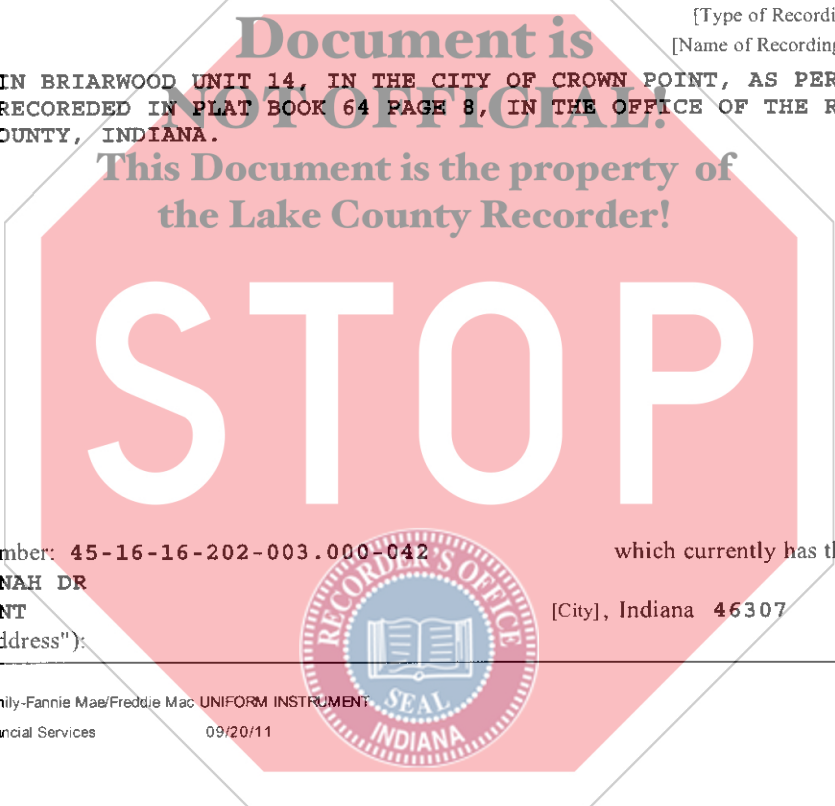 [Type of Recordi
Document is
[Name of Recording
IN BRIARWOOD UNIT 14, IN THE CITY OF CROWN POINT, AS PER
RECOREDED IN PLAT BOOK 64 PAGE 8, IN THE OFFICE OF THE R
NOT OFFICIAL!
OUNTY, INDIANA.
This Document is the property of
the Lake County Recorder!
STOP
mber: 45-16-16-202-003.000-042 which currently has th
NAH DR
NT [City], Indiana 46307
ddress"):
RECORDER'S OFFICE
SEAL
INDIANA
nily-Fannie Mae/Freddie Mac UNIFORM INSTRUMENT
ncial Services 09/20/11